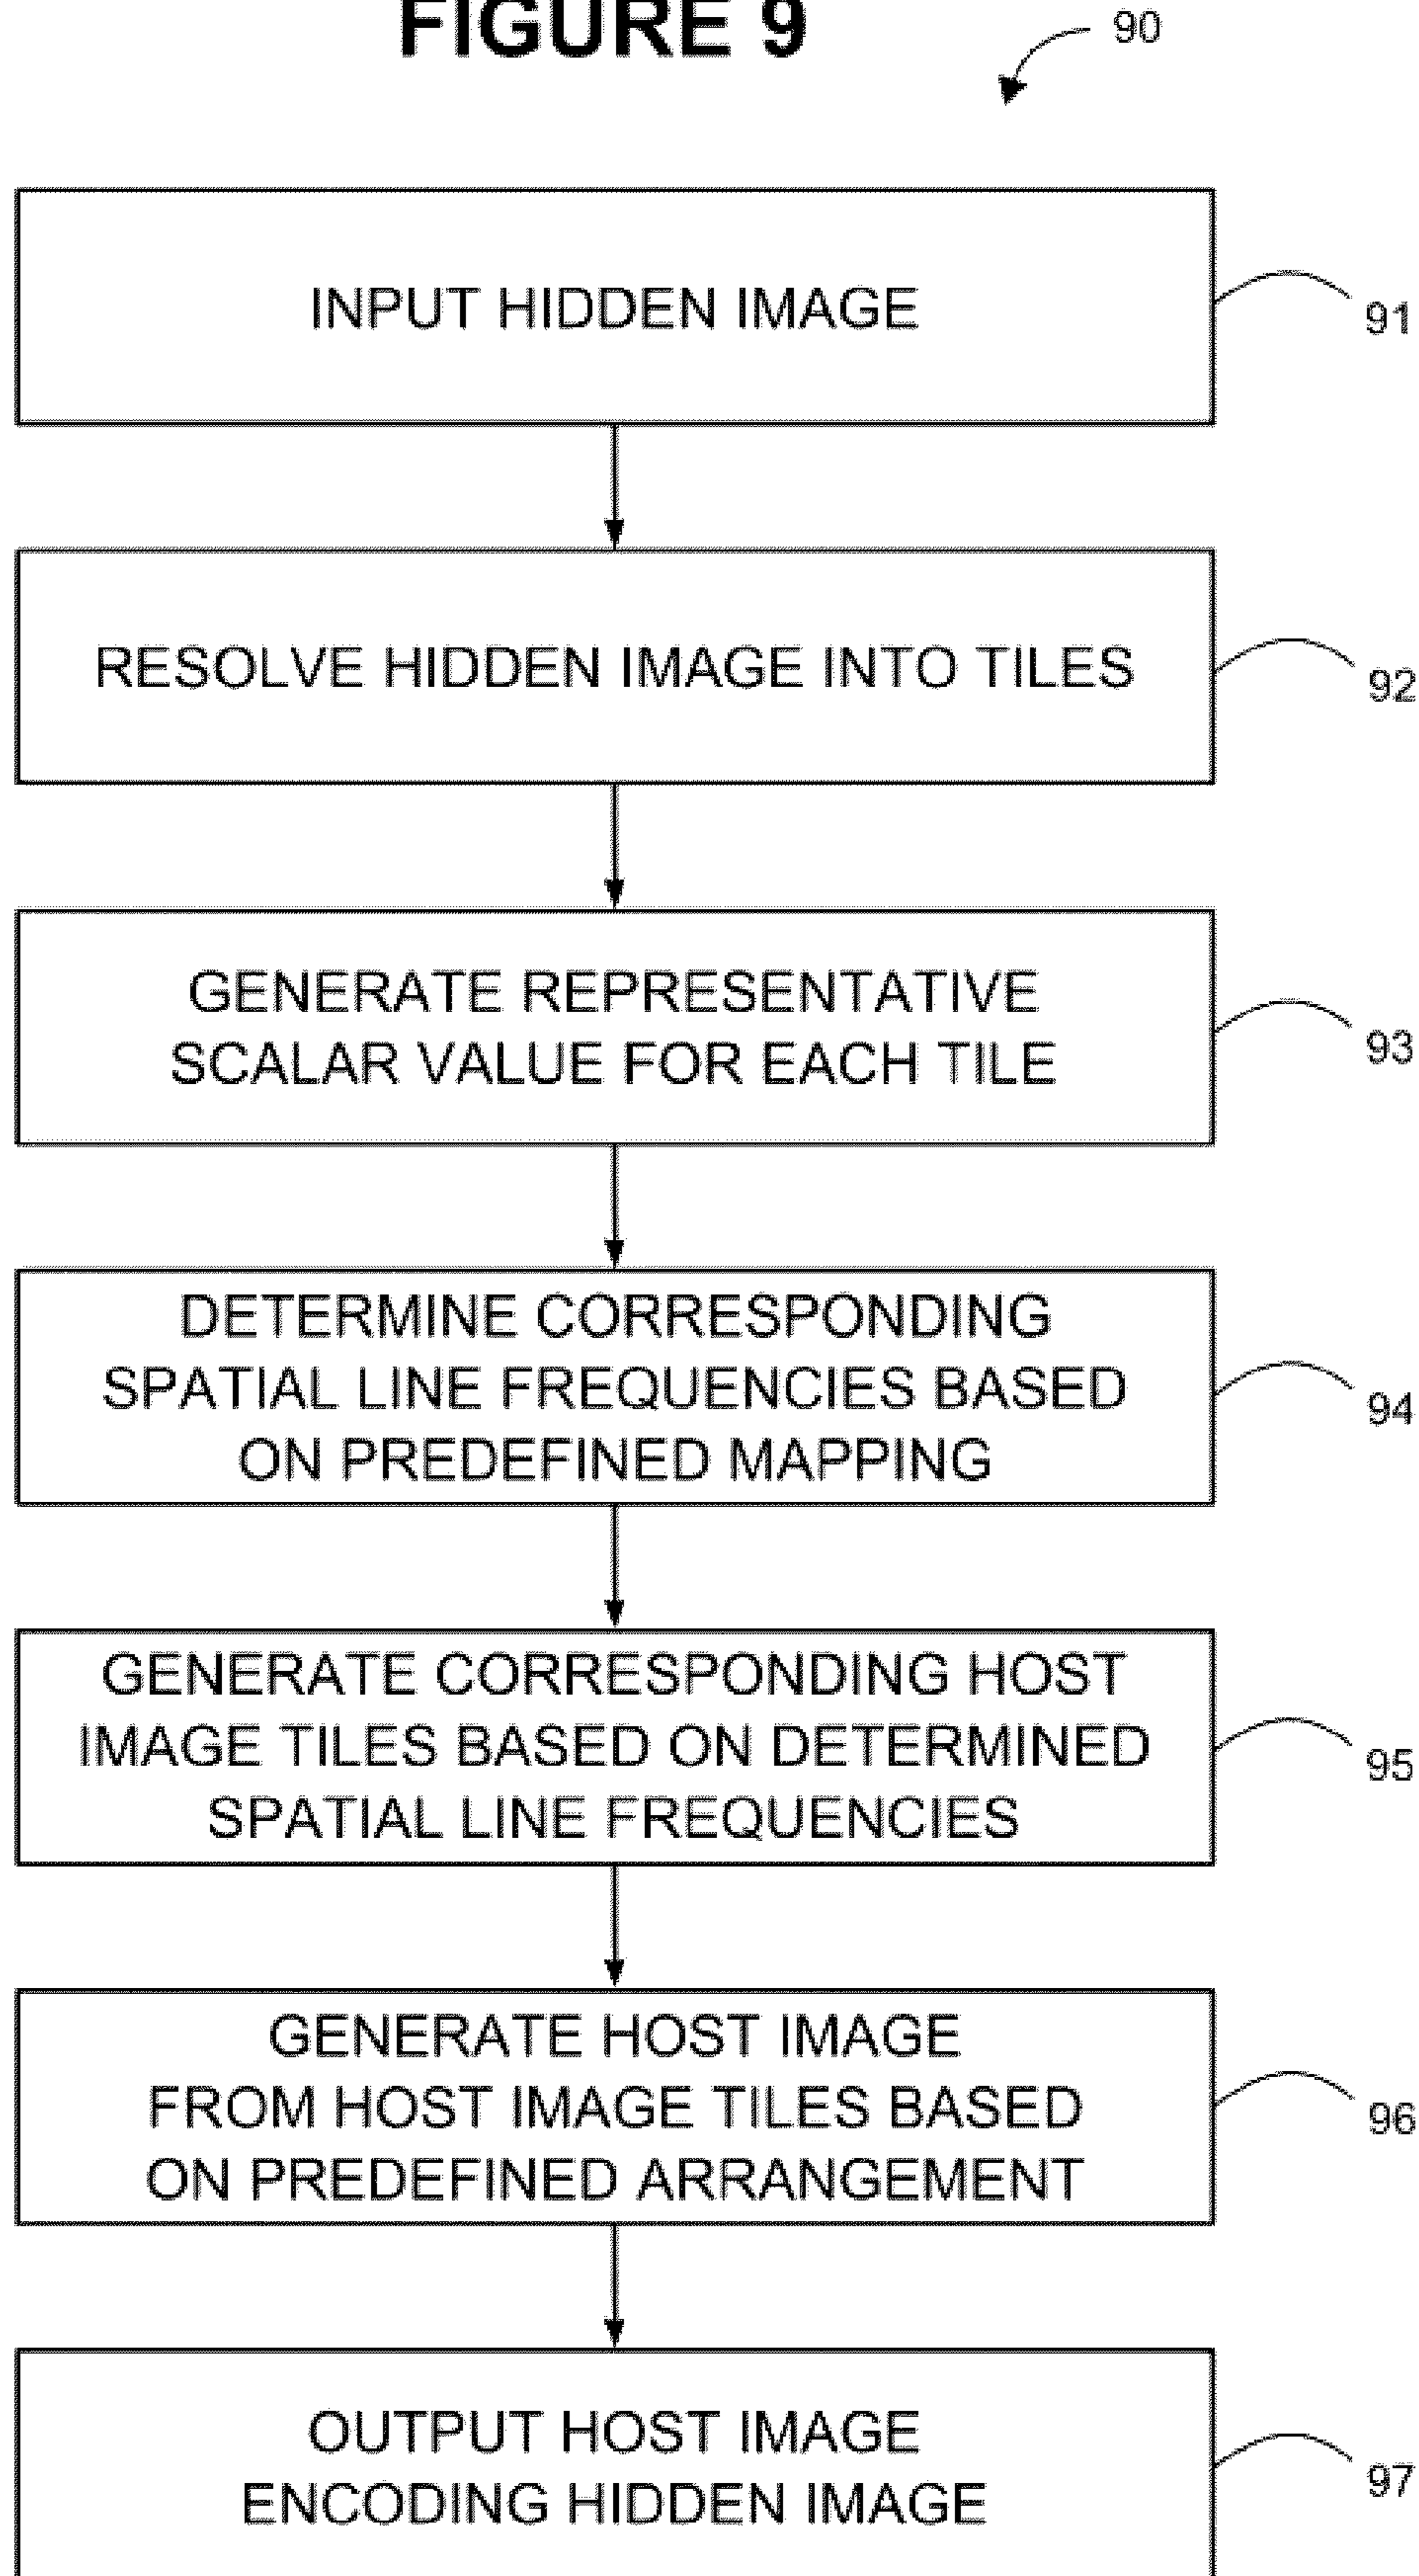 FIGURE 9
90
INPUT HIDDEN IMAGE
91
RESOLVE HIDDEN IMAGE INTO TILES
92
GENERATE REPRESENTATIVE
SCALAR VALUE FOR EACH TILE
93
DETERMINE CORRESPONDING
SPATIAL LINE FREQUENCIES BASED
ON PREDEFINED MAPPING
94
GENERATE CORRESPONDING HOST
IMAGE TILES BASED ON DETERMINED
SPATIAL LINE FREQUENCIES
95
GENERATE HOST IMAGE
FROM HOST IMAGE TILES BASED
ON PREDEFINED ARRANGEMENT
96
OUTPUT HOST IMAGE
ENCODING HIDDEN IMAGE
97